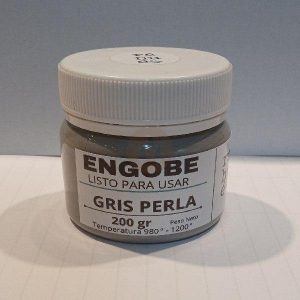 ENGOBE
LISTO PARA USAR
GRIS PERLA
200 gr Peso Neto
Temperatura 980° - 1200°